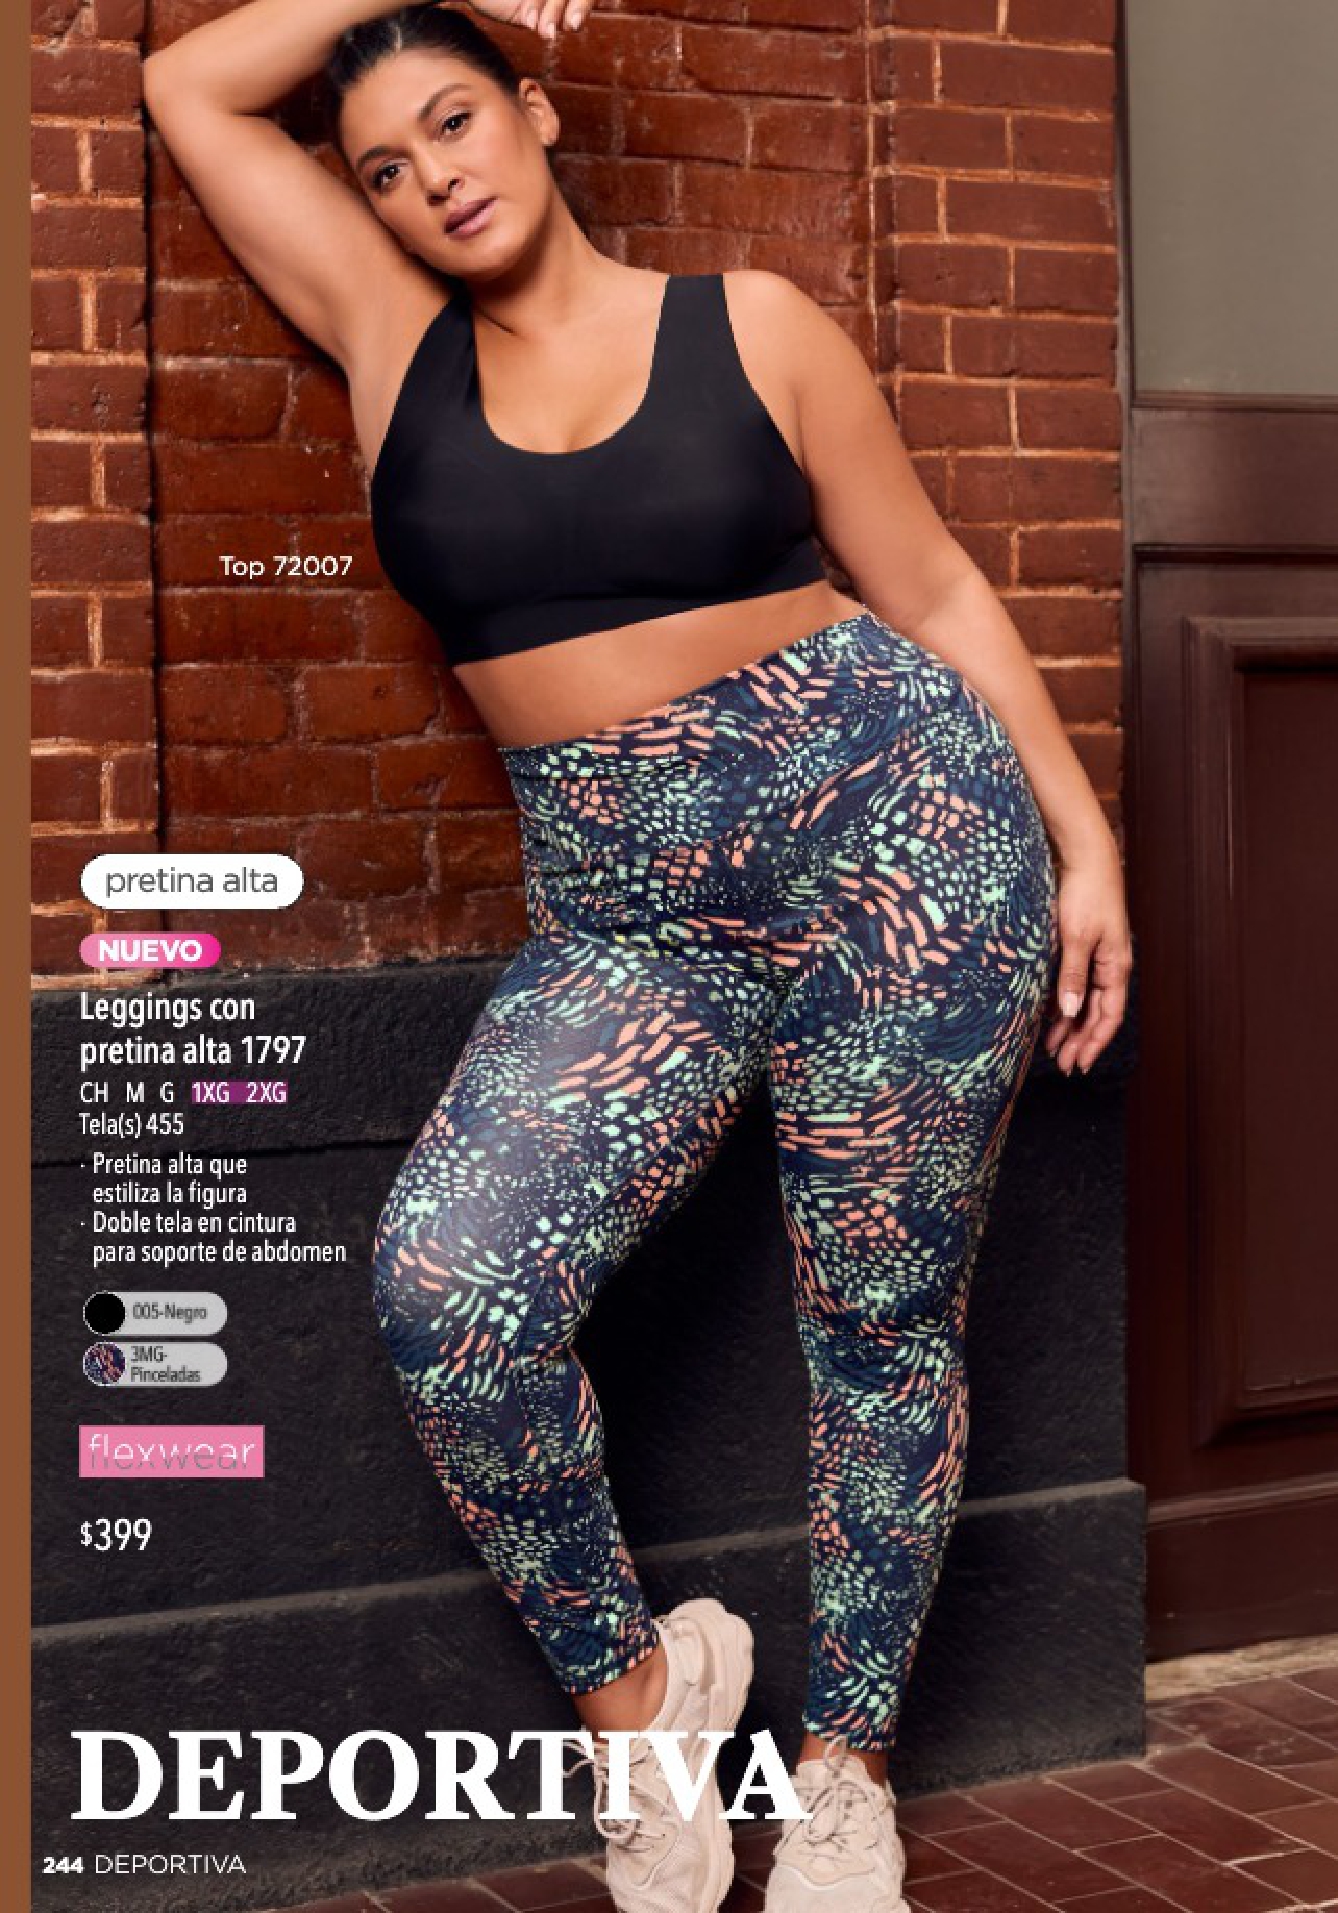 Top 72007
pretina alta
NUEVO
Leggings con
pretina alta 1797
CH M G 1XG 2XG
Tela(s) 455
· Pretina alta que
estiliza la figura
· Doble tela en cintura
para soporte de abdomen
005-Negro
3MG-
Pinceladas
flexwear
$399
DEPORTIVA
244 DEPORTIVA